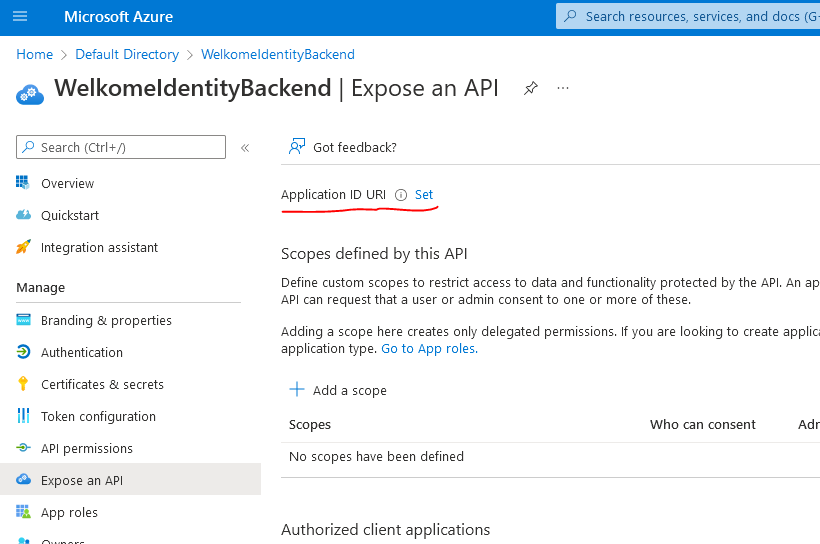 Microsoft Azure
Search resources, services, and docs (G+
Home > Default Directory > WelkomeIdentityBackend
WelkomeIdentityBackend | Expose an API
Search (Ctrl+/)
«
Got feedback?
Overview
Application ID URI Set
Quickstart
Integration assistant
Scopes defined by this API
Manage
Define custom scopes to restrict access to data and functionality protected by the API. An ap
API can request that a user or admin consent to one or more of these.
Branding & properties
Adding a scope here creates only delegated permissions. If you are looking to create applica
application type. Go to App roles.
Authentication
Certificates & secrets
Add a scope
Token configuration
Scopes Who can consent Adr
API permissions
No scopes have been defined
Expose an API
App roles
Authorized client applications
Owners